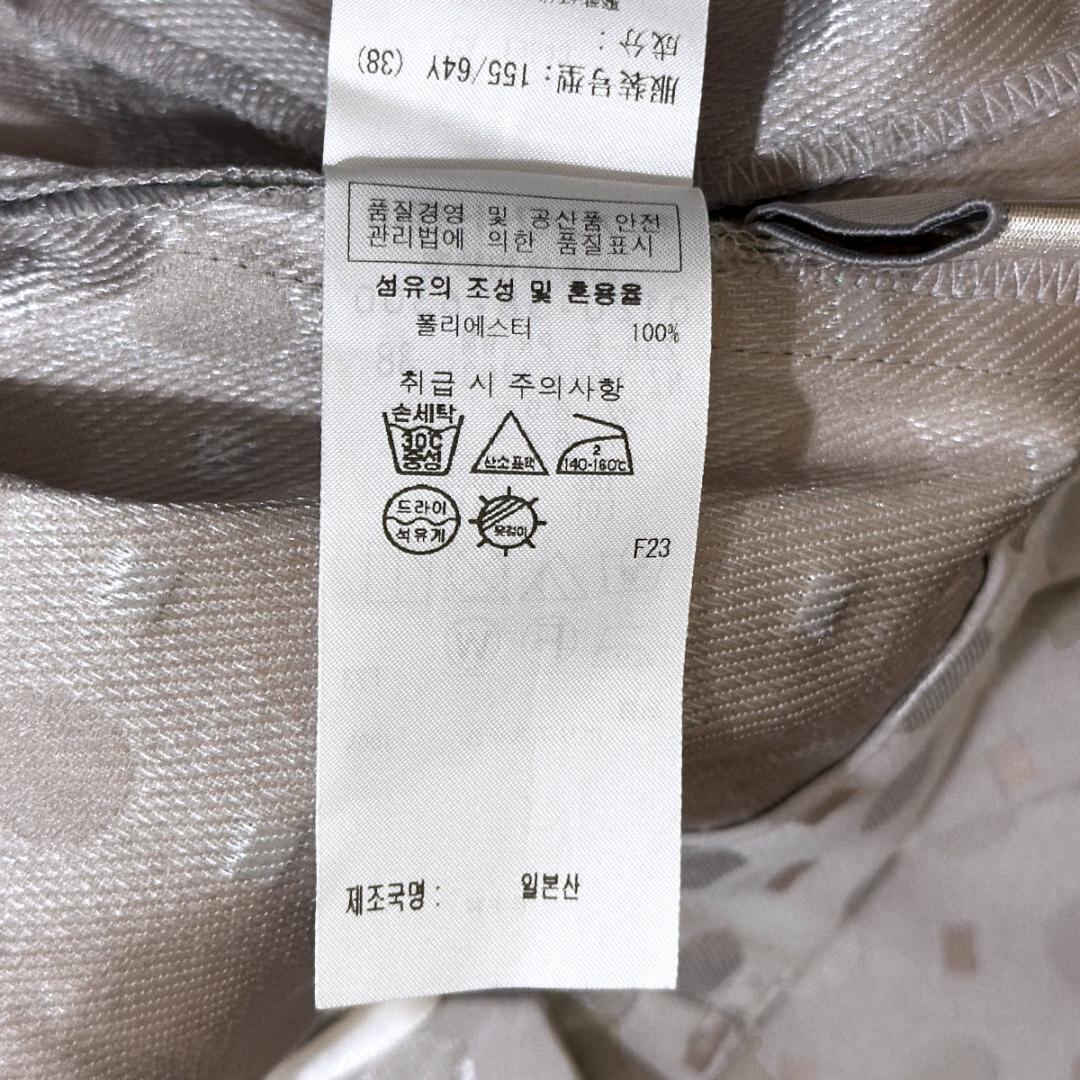 服装号型: 155/64Y (38)
成分 :
품질경영 및 공산품 안전
관리법에 의한 품질표시
섬유의 조성 및 혼용율
폴리에스터 100%
취급 시 주의사항
손세탁
30℃
중성
산소표백
2
140-160℃
드라이
석유계
옷걸이
F23
제조국명 : 일본산